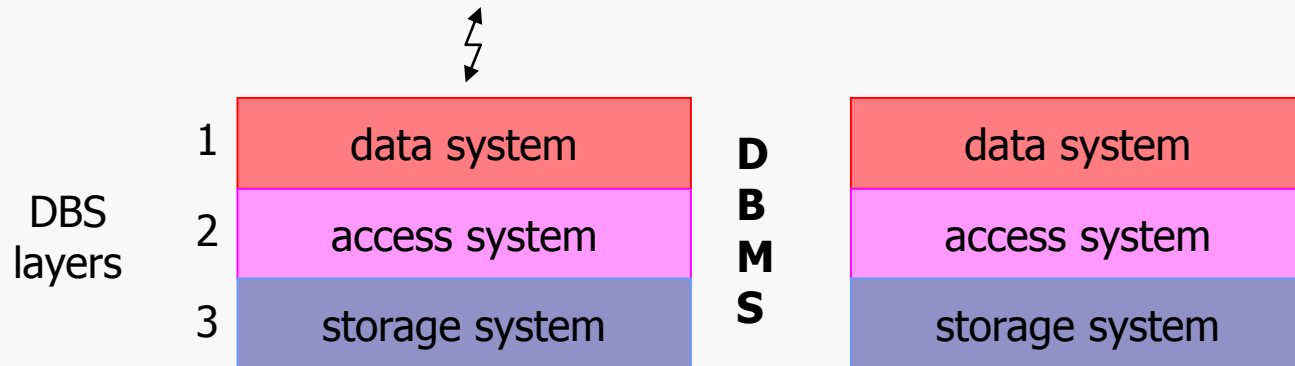 DBS
layers
1
2
3
data system
access system
storage system
D
B
M
S
data system
access system
storage system